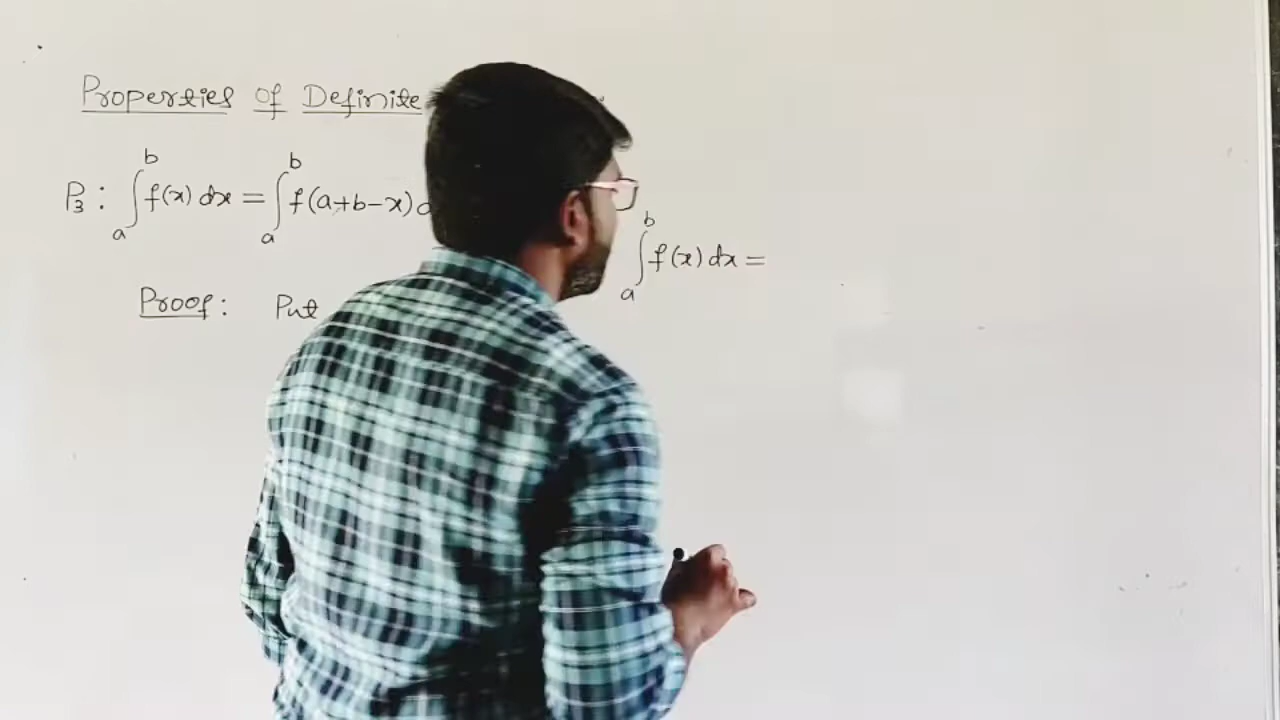 Properties of Definite
P₃ : ∫ₐᵇ f(x) dx = ∫ₐᵇ f(a+b-x)
Proof : Put
∫ₐᵇ f(x) dx =